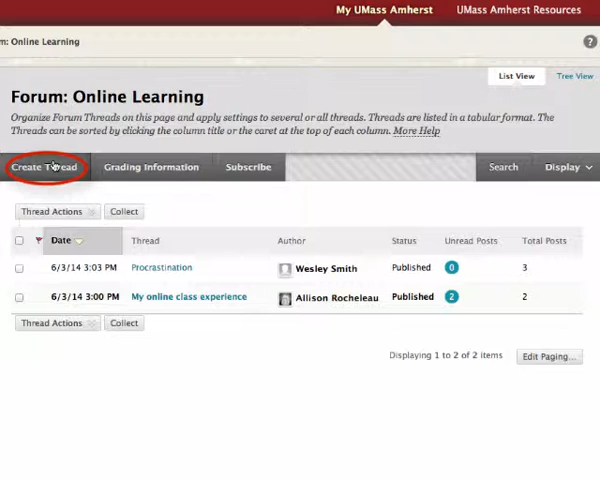 My UMass Amherst UMass Amherst Resources
m: Online Learning ?
List View Tree View
Forum: Online Learning
Organize Forum Threads on this page and apply settings to several or all threads. Threads are listed in a tabular format. The
Threads can be sorted by clicking the column title or the caret at the top of each column. More Help
Create Thread Grading Information Subscribe Search Display
Thread Actions Collect
Date Thread Author Status Unread Posts Total Posts
6/3/14 3:03 PM Procrastination Wesley Smith Published 0 3
6/3/14 3:00 PM My online class experience Allison Rocheleau Published 2 2
Thread Actions Collect
Displaying 1 to 2 of 2 items Edit Paging...